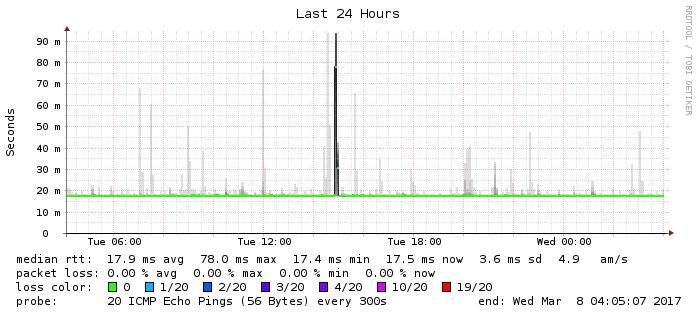 Last 24 Hours
RRDTOOL / TOBI OETIKER
Seconds
90 m
80 m
70 m
60 m
50 m
40 m
30 m
20 m
10 m
0
Tue 06:00 Tue 12:00 Tue 18:00 Wed 00:00
median rtt: 17.9 ms avg 78.0 ms max 17.4 ms min 17.5 ms now 3.6 ms sd 4.9 am/s
packet loss: 0.00 % avg 0.00 % max 0.00 % min 0.00 % now
loss color: 0 1/20 2/20 3/20 4/20 10/20 19/20
probe: 20 ICMP Echo Pings (56 Bytes) every 300s end: Wed Mar 8 04:05:07 2017